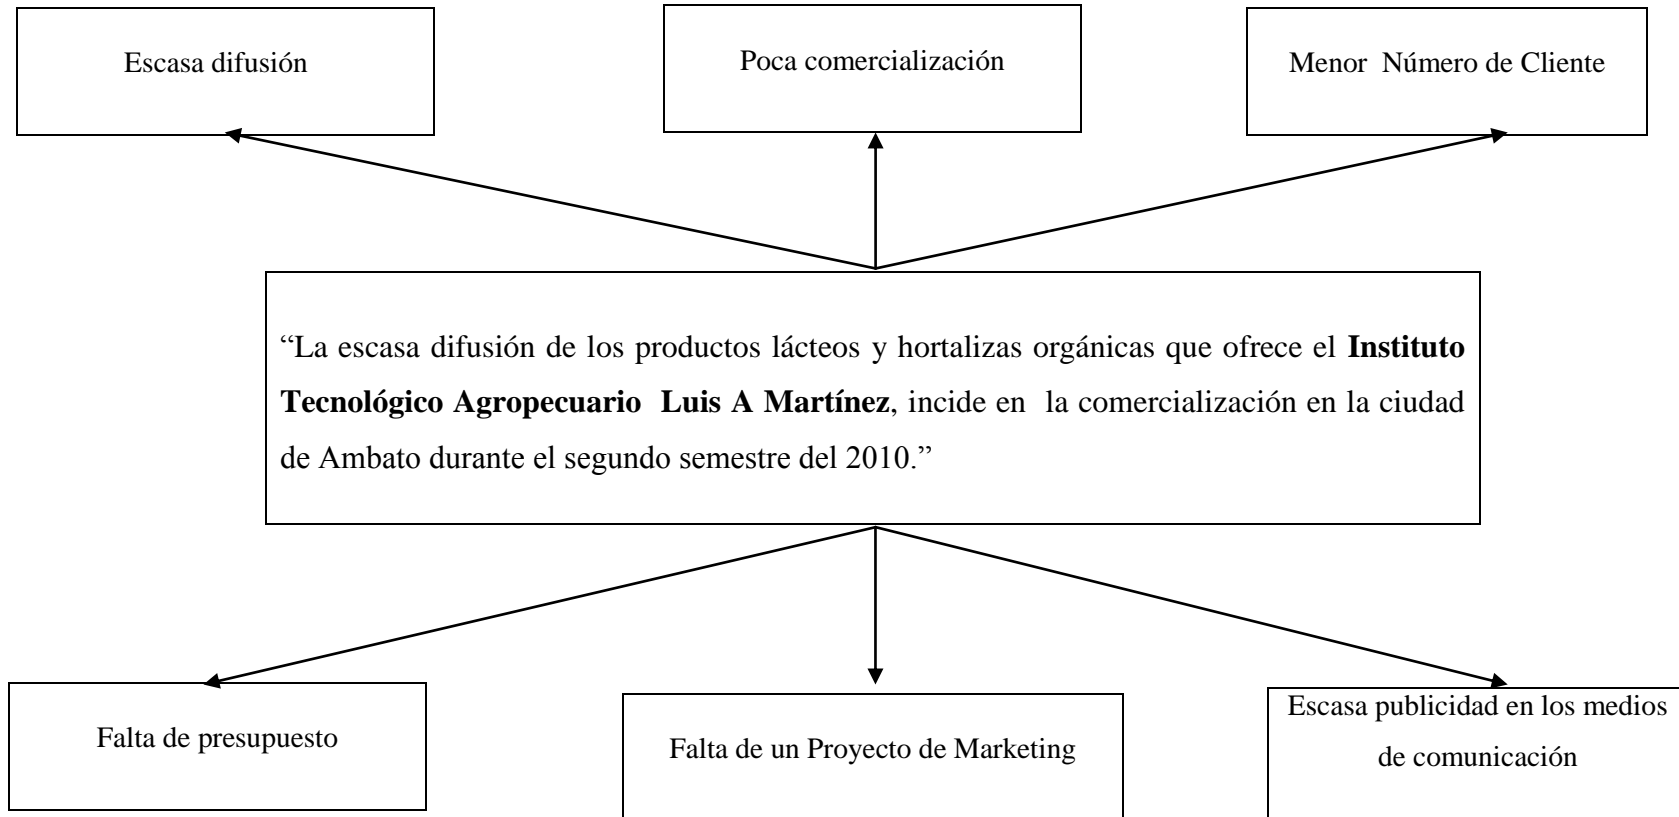 Escasa difusión
Poca comercialización
Menor  Número de Cliente
“La escasa difusión de los productos lácteos y hortalizas orgánicas que ofrece el Instituto
Tecnológico Agropecuario  Luis A Martínez, incide en  la comercialización en la ciudad
de Ambato durante el segundo semestre del 2010.”
Falta de presupuesto
Falta de un Proyecto de Marketing
Escasa publicidad en los medios
de comunicación